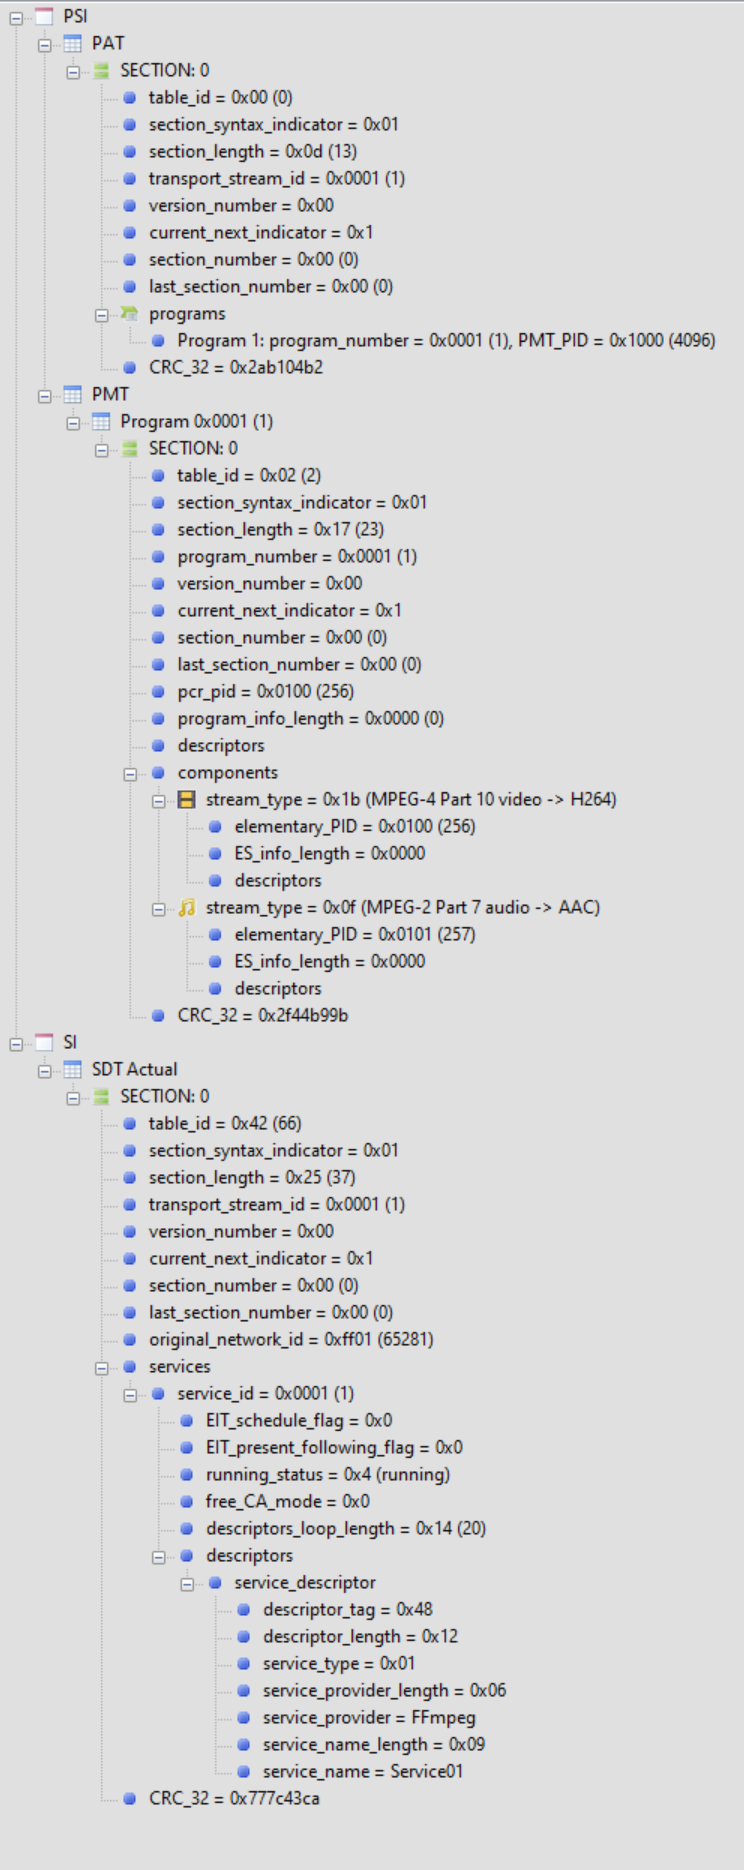 PSI
PAT
SECTION: 0
table_id = 0x00 (0)
section_syntax_indicator = 0x01
section_length = 0x0d (13)
transport_stream_id = 0x0001 (1)
version_number = 0x00
current_next_indicator = 0x1
section_number = 0x00 (0)
last_section_number = 0x00 (0)
programs
Program 1: program_number = 0x0001 (1), PMT_PID = 0x1000 (4096)
CRC_32 = 0x2ab104b2
PMT
Program 0x0001 (1)
SECTION: 0
table_id = 0x02 (2)
section_syntax_indicator = 0x01
section_length = 0x17 (23)
program_number = 0x0001 (1)
version_number = 0x00
current_next_indicator = 0x1
section_number = 0x00 (0)
last_section_number = 0x00 (0)
pcr_pid = 0x0100 (256)
program_info_length = 0x0000 (0)
descriptors
components
stream_type = 0x1b (MPEG-4 Part 10 video -> H264)
elementary_PID = 0x0100 (256)
ES_info_length = 0x0000
descriptors
stream_type = 0x0f (MPEG-2 Part 7 audio -> AAC)
elementary_PID = 0x0101 (257)
ES_info_length = 0x0000
descriptors
CRC_32 = 0x2f44b99b
SI
SDT Actual
SECTION: 0
table_id = 0x42 (66)
section_syntax_indicator = 0x01
section_length = 0x25 (37)
transport_stream_id = 0x0001 (1)
version_number = 0x00
current_next_indicator = 0x1
section_number = 0x00 (0)
last_section_number = 0x00 (0)
original_network_id = 0xff01 (65281)
services
service_id = 0x0001 (1)
EIT_schedule_flag = 0x0
EIT_present_following_flag = 0x0
running_status = 0x4 (running)
free_CA_mode = 0x0
descriptors_loop_length = 0x14 (20)
descriptors
service_descriptor
descriptor_tag = 0x48
descriptor_length = 0x12
service_type = 0x01
service_provider_length = 0x06
service_provider = FFmpeg
service_name_length = 0x09
service_name = Service01
CRC_32 = 0x777c43ca